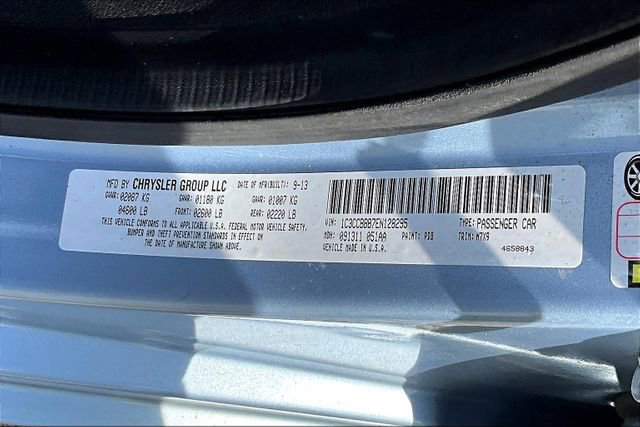 MFD BY CHRYSLER GROUP LLC DATE OF MFR(BUILT): 9-13
GVWR: 02087 KG GAWR: 01180 KG GAWR: 01007 KG
04600 LB FRONT: 02600 LB REAR: 02220 LB
THIS VEHICLE CONFORMS TO ALL APPLICABLE U.S.A. FEDERAL MOTOR VEHICLE SAFETY,
BUMPER AND THEFT PREVENTION STANDARDS IN EFFECT ON
THE DATE OF MANUFACTURE SHOWN ABOVE.
VIN: 1C3CCBBB7EN128295 TYPE: PASSENGER CAR
MDH: 091311 051AA PAINT: PDB TRIM: M7X9
VEHICLE MADE IN U.S.A. 4650043